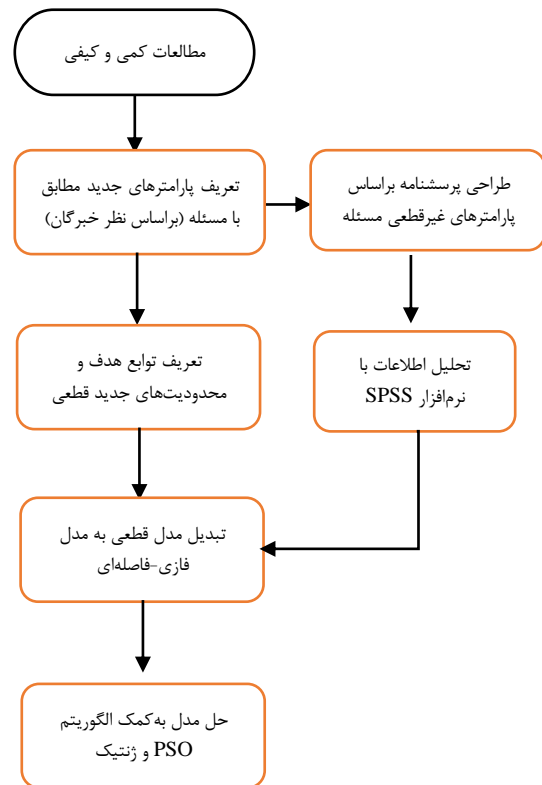 مطالعات کمی و کیفی
تعریف پارامترهای جدید مطابق
با مسئله (براساس نظر خبرگان)
طراحی پرسشنامه براساس
پارامترهای غیرقطعی مسئله
تعریف توابع هدف و
محدودیت‌های جدید قطعی
تحلیل اطلاعات با
نرم‌افزار SPSS
تبدیل مدل قطعی به مدل
فازی-فاصله‌ای
حل مدل به‌کمک الگوریتم
PSO و ژنتیک